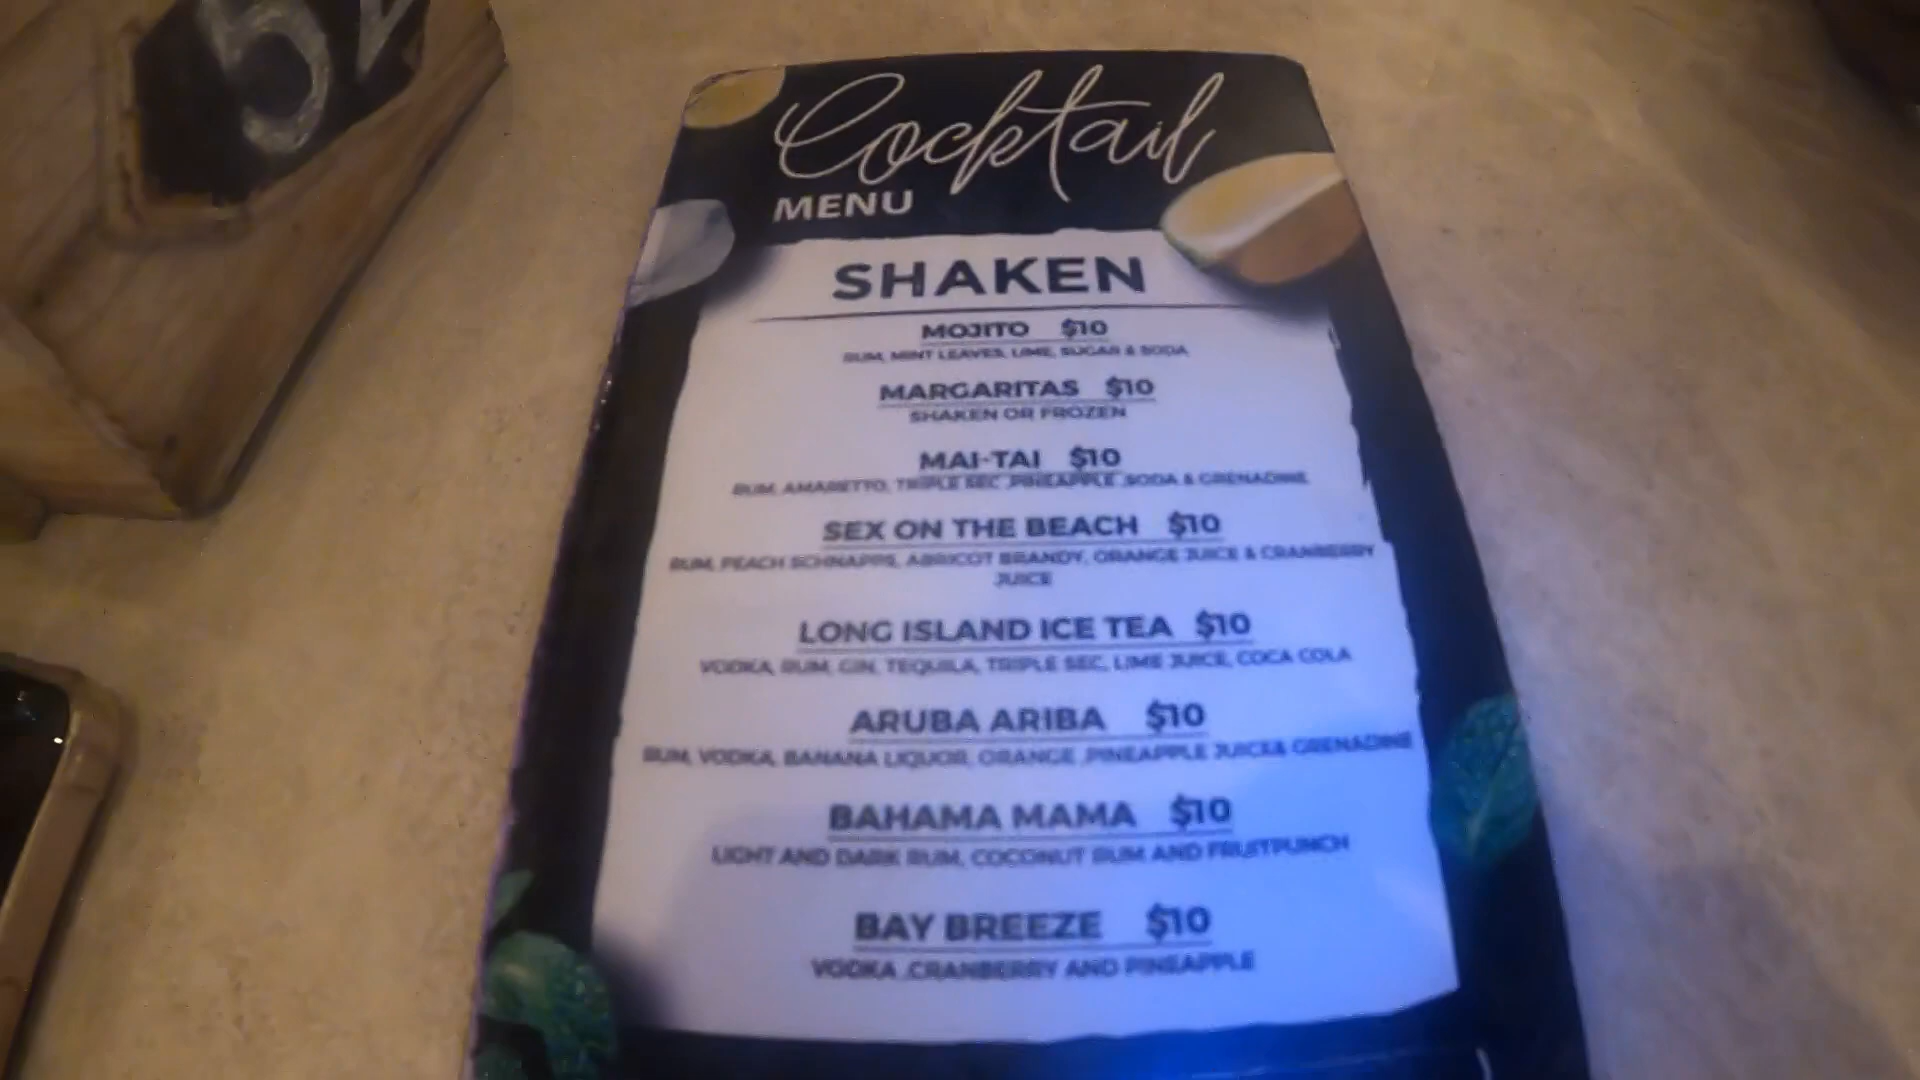 52
Cocktail
MENU
SHAKEN
MOJITO $10
RUM, MINT LEAVES, LIME, SUGAR & SODA
MARGARITAS $10
SHAKEN OR FROZEN
MAI-TAI $10
RUM, AMARETTO, TRIPLE SEC ,PINEAPPLE ,SODA & GRENADINE
SEX ON THE BEACH $10
RUM, PEACH SCHNAPPS, ABRICOT BRANDY, ORANGE JUICE & CRANBERRY
JUICE
LONG ISLAND ICE TEA $10
VODKA, RUM, GIN, TEQUILA, TRIPLE SEC, LIME JUICE, COCA COLA
ARUBA ARIBA $10
RUM, VODKA, BANANA LIQUOR, ORANGE ,PINEAPPLE JUICE& GRENADINE
BAHAMA MAMA $10
LIGHT AND DARK RUM, COCONUT RUM AND FRUITPUNCH
BAY BREEZE $10
VODKA ,CRANBERRY AND PINEAPPLE